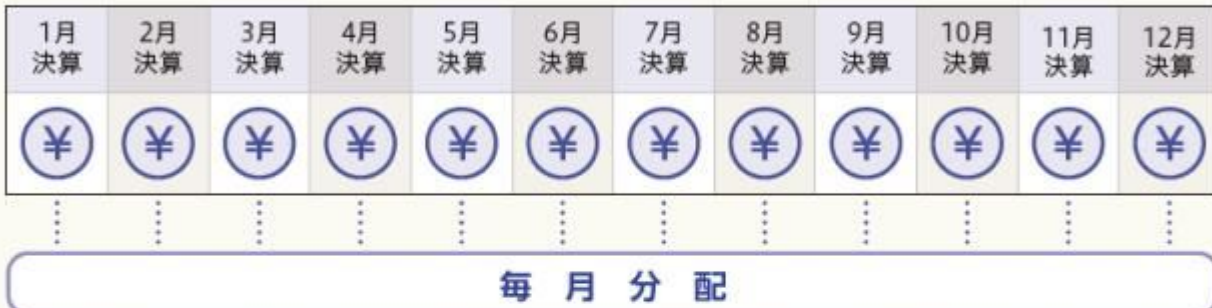 1月 2月 3月 4月 5月 6月 7月 8月 9月 10月 11月 12月
決算 決算 決算 決算 決算 決算 決算 決算 決算 決算 決算 決算
¥ ¥ ¥ ¥ ¥ ¥ ¥ ¥ ¥ ¥ ¥ ¥
毎月分配